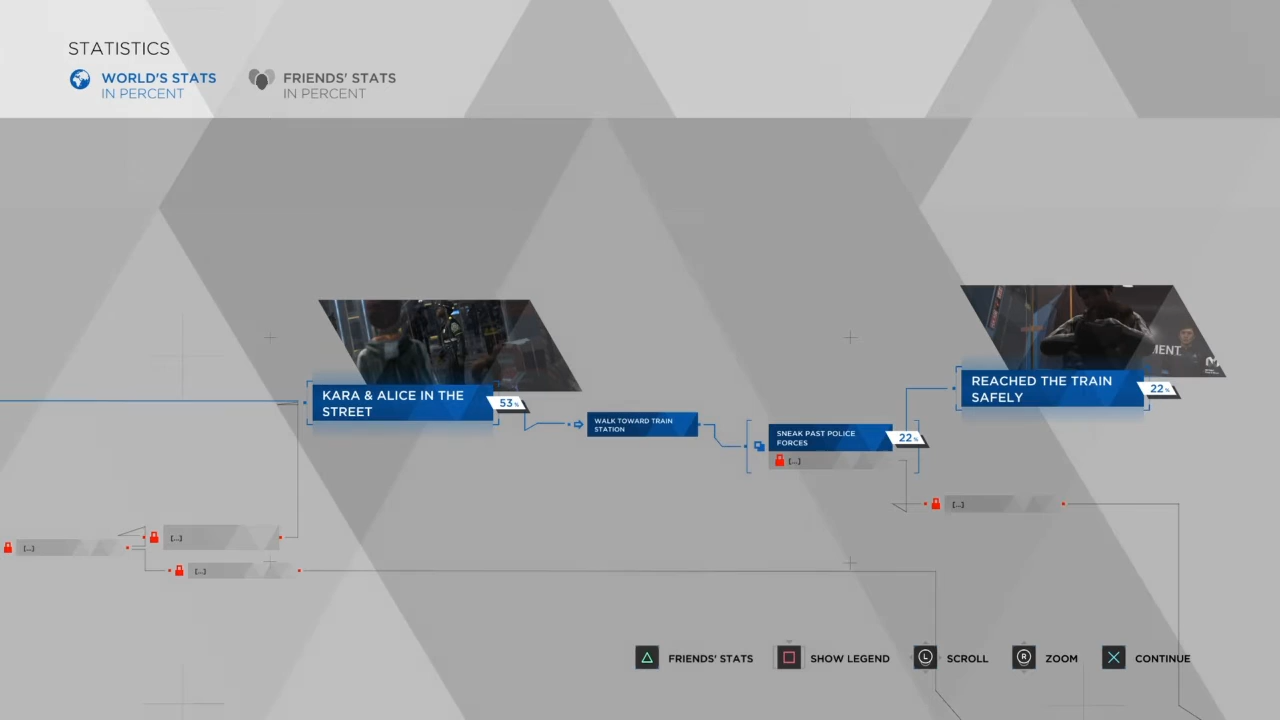 STATISTICS
WORLD'S STATS
IN PERCENT
FRIENDS' STATS
IN PERCENT
KARA & ALICE IN THE
STREET
53%
WALK TOWARD TRAIN
STATION
SNEAK PAST POLICE
FORCES
22%
[...]
REACHED THE TRAIN
SAFELY
22%
MENT
[...]
[...]
[...]
[...]
FRIENDS' STATS
SHOW LEGEND
L
SCROLL
R
ZOOM
CONTINUE